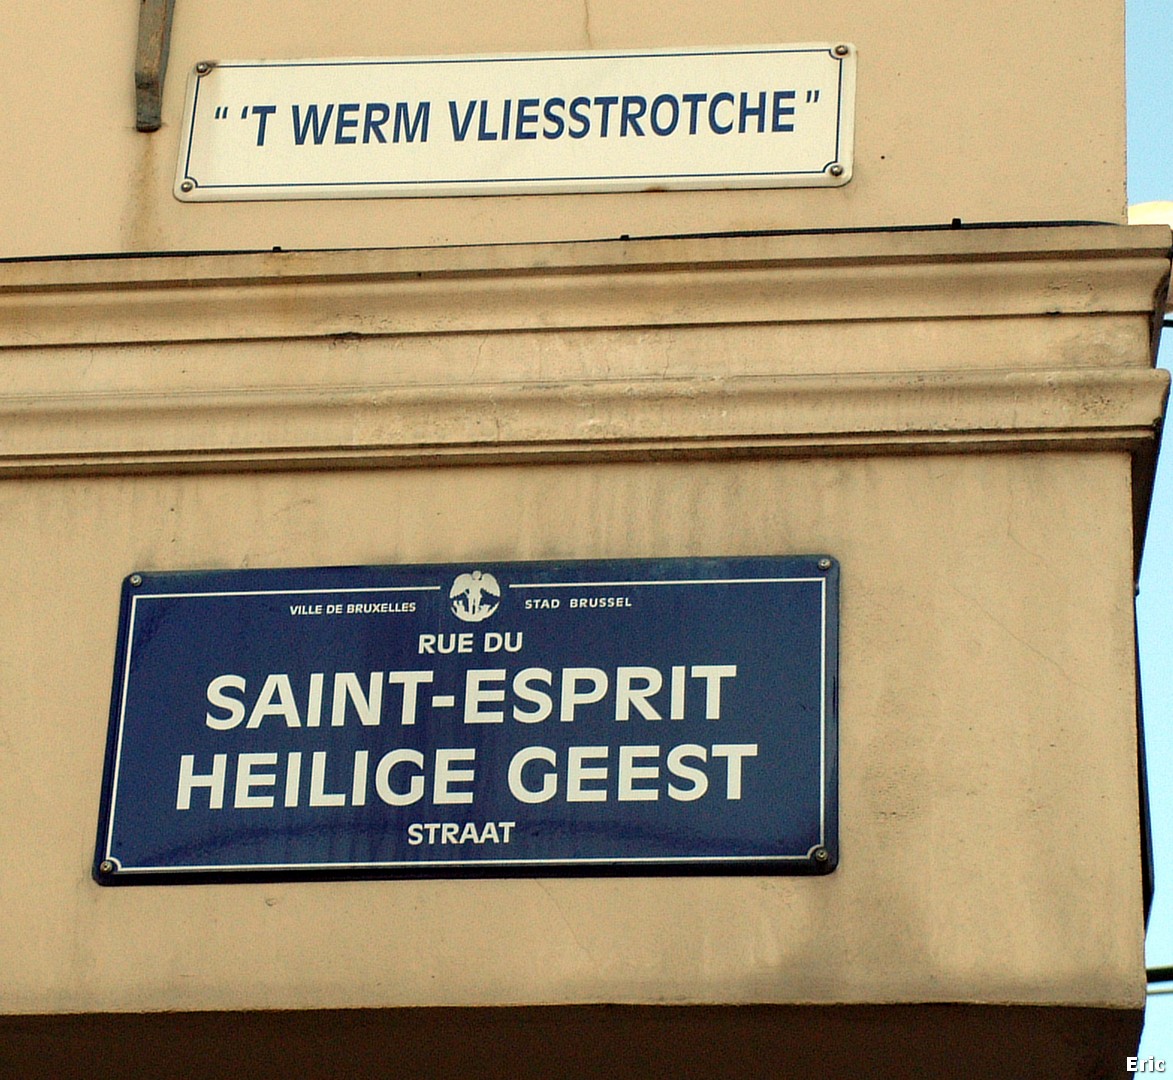 " 'T WERM VLIESSTROTCHE "
VILLE DE BRUXELLES STAD BRUSSEL
RUE DU
SAINT-ESPRIT
HEILIGE GEEST
STRAAT
Eric